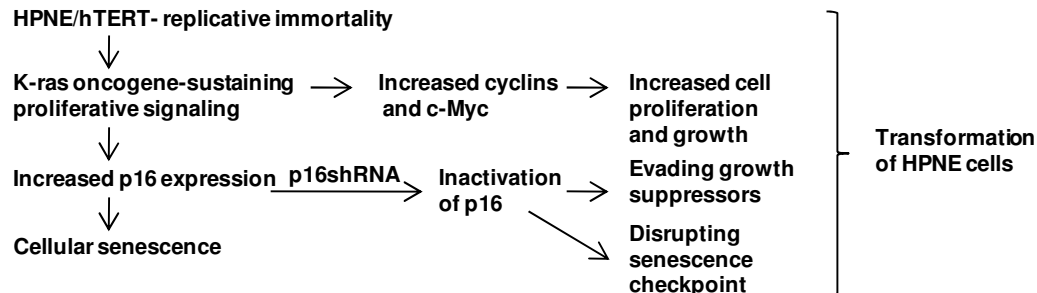 HPNE/hTERT- replicative immortality
K-ras oncogene-sustaining
proliferative signaling
Increased cyclins
and c-Myc
Increased cell
proliferation
and growth
Transformation
of HPNE cells
Increased p16 expression
p16shRNA
Inactivation
of p16
Evading growth
suppressors
Cellular senescence
Disrupting
senescence
checkpoint